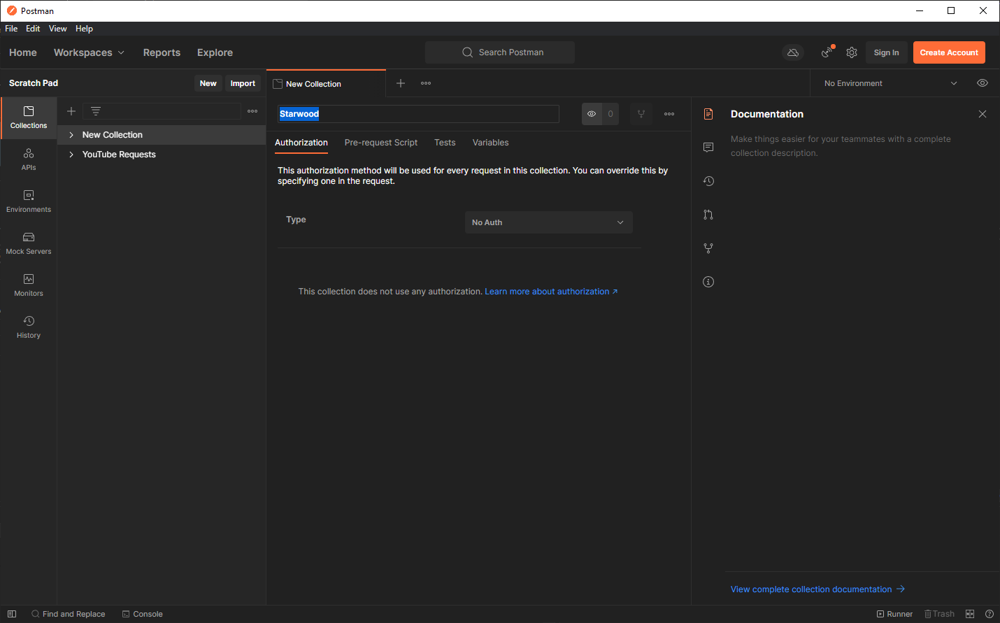 Postman
File Edit View Help
Home Workspaces Reports Explore Search Postman Sign In Create Account
Scratch Pad New Import New Collection No Environment
Collections
APIs
Environments
Mock Servers
Monitors
History
New Collection
YouTube Requests
Starwood 0
Authorization Pre-request Script Tests Variables
This authorization method will be used for every request in this collection. You can override this by
specifying one in the request.
Type No Auth
This collection does not use any authorization. Learn more about authorization
Documentation
Make things easier for your teammates with a complete
collection description.
View complete collection documentation
Find and Replace Console Runner Trash